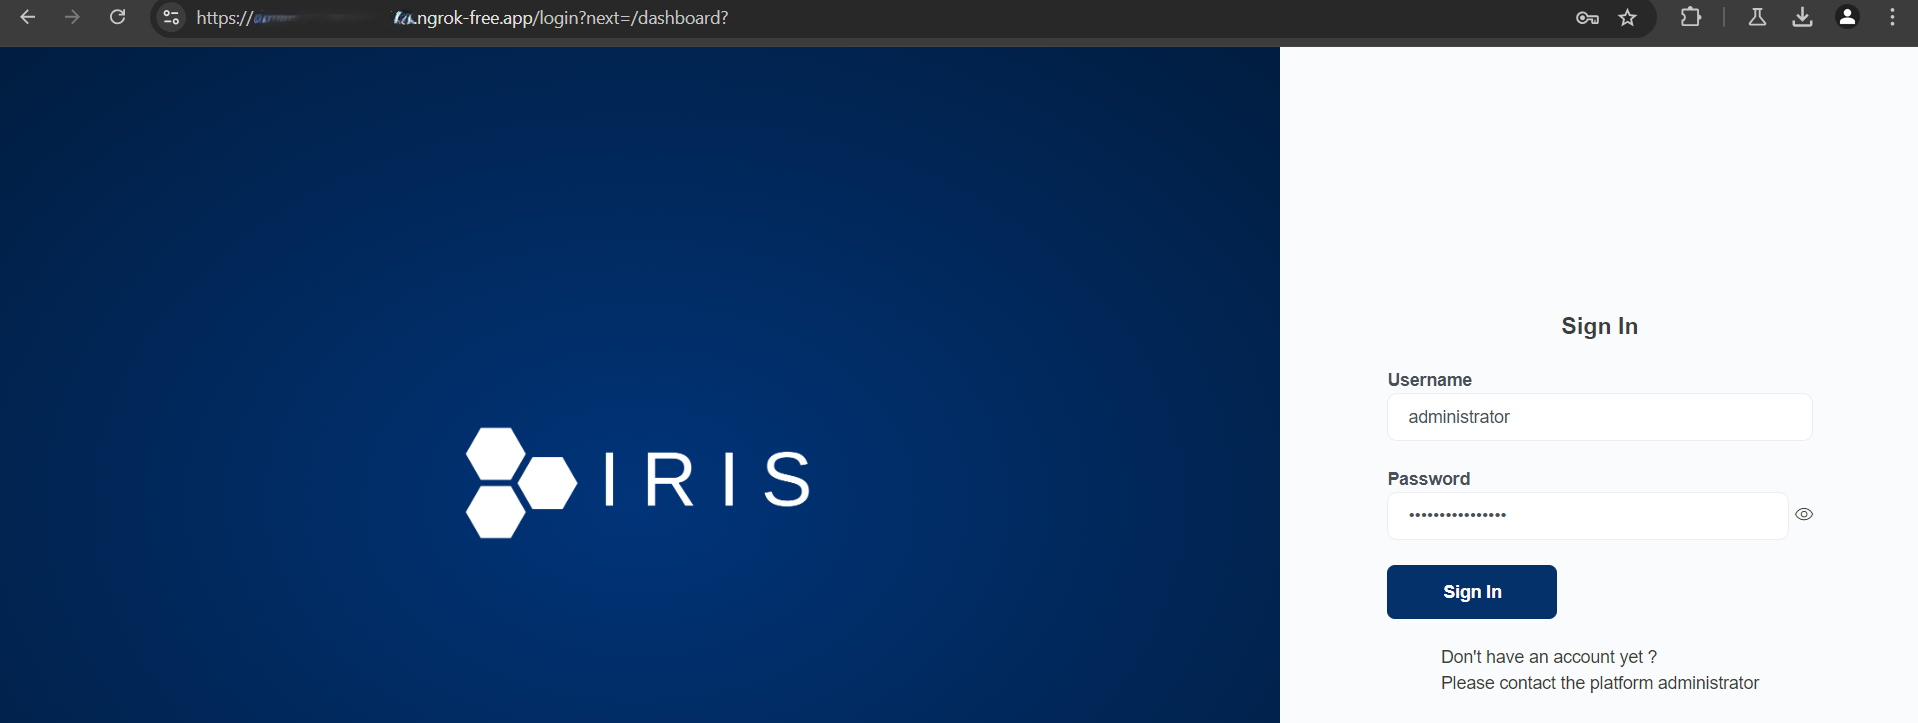 https://
.ngrok-free.app/login?next=/dashboard?
IRIS
Sign In
Username
administrator
Password
••••••••••••••••
Sign In
Don't have an account yet ?
Please contact the platform administrator